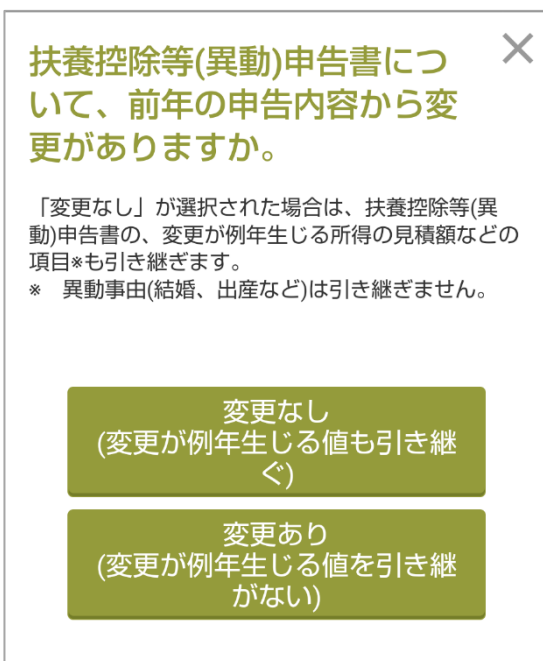 扶養控除等(異動)申告書につ
いて、前年の申告内容から変
更がありますか。
「変更なし」が選択された場合は、扶養控除等(異
動)申告書の、変更が例年生じる所得の見積額などの
項目※も引き継ぎます。
※　異動事由(結婚、出産など)は引き継ぎません。
変更なし
(変更が例年生じる値も引き継
ぐ)
変更あり
(変更が例年生じる値を引き継
がない)